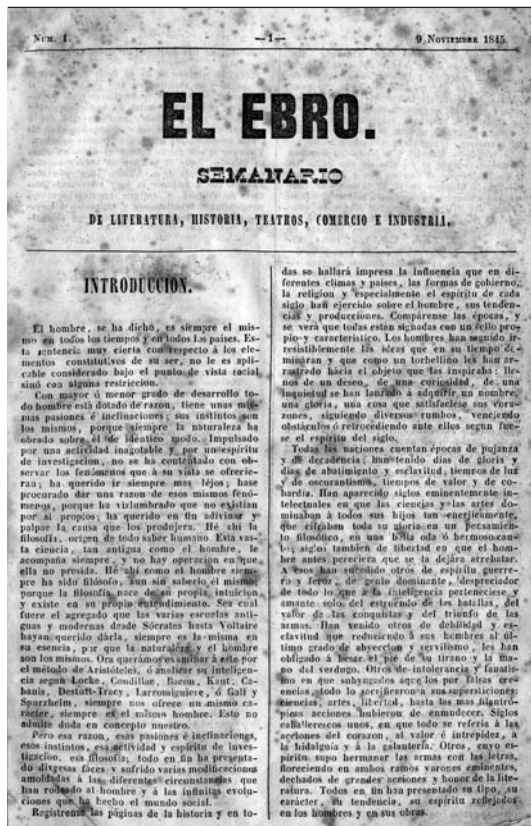 NUM. 1.
—1—
9 NOVIEMBRE 1845.
EL EBRO.
SEMANARIO
DE LITERATURA, HISTORIA, TEATROS, COMERCIO E INDUSTRIA.
INTRODUCCION.
El hombre, se ha dicho, es siempre el mis-
mo en todos los tiempos y en todos los paises. Es-
ta sentencia muy cierta con respecto á los ele-
mentos constitutivos de su ser, no le es apli-
cable considerado bajo el punto de vista social
sinó con alguna restriccion.
Con mayor ó menor grado de desarrollo to-
do hombre está dotado de razon, tiene unas mis-
mas pasiones é inclinaciones; sus instintos son
los mismos, porque siempre la naturaleza ha
obrado sobre él de idéntico modo. Impulsado
por una actividad inagotable y por un espíritu
de investigacion, no se ha contentado con ob-
servar los fenómenos que á su vista se ofrecie-
ran; ha querido ir siempre mas léjos; hase
procurado dar una razon de esos mismos fenó-
menos, porque ha vizlumbrado que no existian
por si propios; ha querido en fin adivinar y
palpar la causa que los produjera. Hé ahi la
filosofia, orígen de todo saber humano. Esta vas-
ta ciencia, tan antigua como el hombre, le
acompaña siempre, y no hay operacion en que
ella no presida. Hé ahí como el hombre siem-
pre ha sido filósofo, aun sin saberlo él mismo,
porque la filosofia nace de su propia intuicion
y existe en su propio entendimiento. Sea cual
fuere el agregado que las varias escuelas anti-
guas y modernas desde Sócrates hasta Voltaire
hayan querido dárla, siempre es la misma en
su esencia, por que la naturaleza y el hombre
son los mismos. Ora queramos examinar á este por
el método de Aristóteles, ó analizar su inteligen-
cia segun Locke, Condillac, Bacon, Kant, Ca-
banis, Destutt-Tracy, Larromiguiere, ó Gall y
Spurzheim, siempre nos ofrece un mismo ca-
rácter, siempre es el mismo hombre. Esto no
admite duda en concepto nuestro.
Pero esa razon, esas pasiones é inclinaciones,
esos instintos, esa actividad y espíritu de inves-
tigacion, esa filosofia, todo en fin ha presenta-
do diversas fáces y sufrido varias modificaciones
amoldadas á las diferentes circunstancias que
han rodeado al hombre y á las infinitas evolu-
ciones que ha hecho el mundo social.
Regístrense las páginas de la historia y en to-
das se hallará impresa la influencia que en di-
ferentes climas y paises, las formas de gobierno,
la religion y especialmente el espíritu de cada
siglo han ejercido sobre el hombre, sus tenden-
cias y producciones. Compárense las épocas, y
se verá que todas están signadas con un sello pro-
pio y característico. Los hombres han seguido ir-
resistiblemente las ideas que en su tiempo do-
minaran y que como un torbellino les han ar-
rastrado hácia el objeto que las inspiraba: lle-
nos de un deseo, de una curiosidad, de una
inquietud se han lanzado á adquirir un nombre,
una gloria, una cosa que satisfaciese sus cora-
zones, siguiendo diversos rumbos, venciendo
obstáculos ó retrocediendo ante ellos segun fue-
se el espíritu del siglo.
Todas las naciones cuentan épocas de pujanza
y de decadencia; han tenido dias de gloria y
dias de abatimiento y esclavitud; tiempos de luz
y de oscurantismo, tiempos de valor y de co-
bardía. Han aparecido siglos eminentemente in-
telectuales en que las ciencias y las artes do-
minaban à todos sus hijos tan enerjicamente,
que cifraban toda su gloria en un pensamien-
to filosófico, en una bella oda ó hermoso can-
to; siglos tambien de libertad en que el hom-
bre antes pereciera que se la dejára arrebatar.
A esos han sucedido otros de espíritu guerre-
ro y feroz, de genio dominante, despreciador
de todo lo que à la inteligencia perteneciese y
amante solo del estruendo de las batallas, del
valor de las conquistas y del triunfo de las
armas. Han venido otros de debilidad y es-
clavitud que reduciendo à sus hombres al úl-
timo grado de abyeccion y servilismo, les han
obligado à besar el pie de su tirano y la ma-
no del verdugo. Otros de intolerancia y fanatis-
mo en que subyugados aquellos por falsas cre-
encias, todo lo sacrificaron a sus supersticiones;
ciencias, artes, libertad, hasta las mas filantró-
picas acciones hubieron de enmudecer. Siglos
caballerescos unos, en que todo se referia á las
acciones del corazon, al valor é intrépidez, a
la hidalguía y á la galantería. Otros, cuyo es-
píritu supo hermanar las armas con las letras,
floreciendo en ambos ramos varones eminentes,
dechados de grandes acciones y honor de la lite-
ratura. Todos en fin han presentado su tipo, su
carácter, su tendencia, su espíritu reflejados
en los hombres y en sus obras.